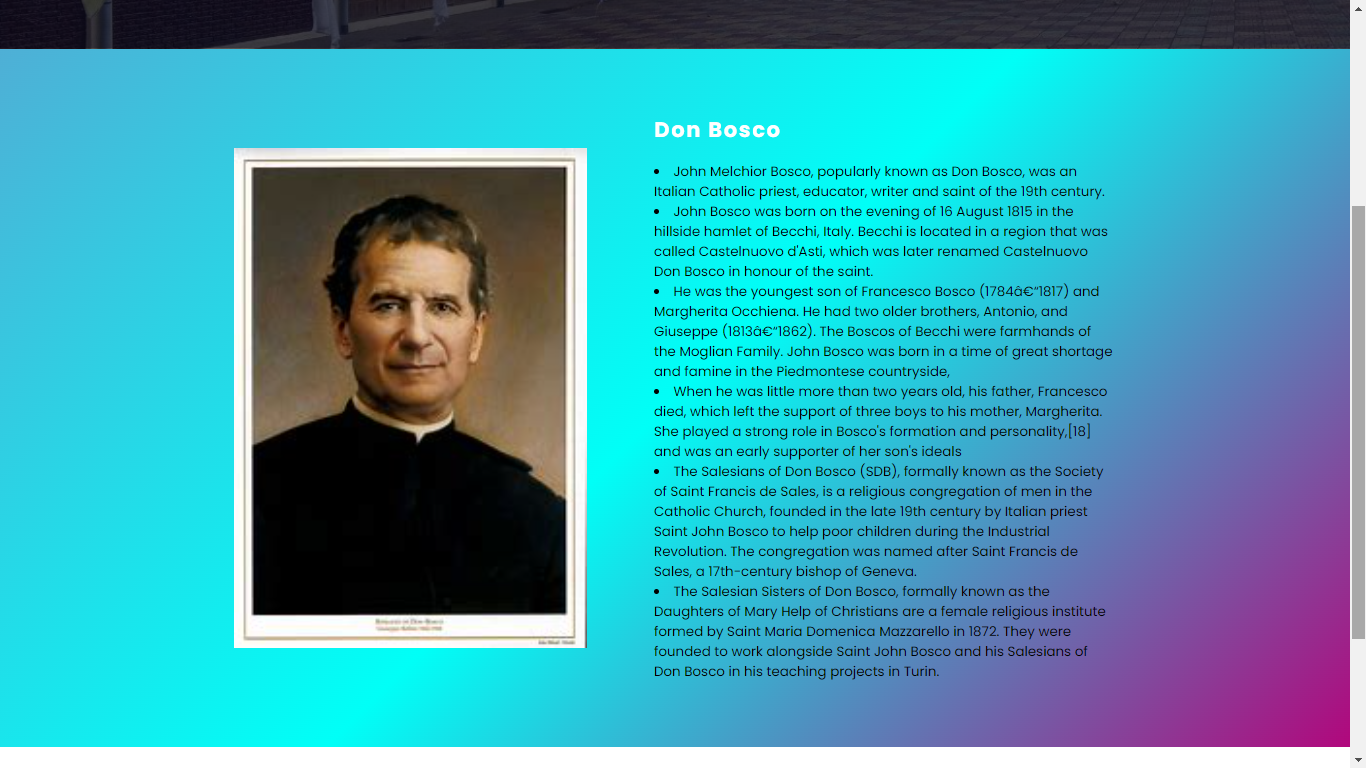 Don Bosco
• John Melchior Bosco, popularly known as Don Bosco, was an
Italian Catholic priest, educator, writer and saint of the 19th century.
• John Bosco was born on the evening of 16 August 1815 in the
hillside hamlet of Becchi, Italy. Becchi is located in a region that was
called Castelnuovo d'Asti, which was later renamed Castelnuovo
Don Bosco in honour of the saint.
• He was the youngest son of Francesco Bosco (1784â€“1817) and
Margherita Occhiena. He had two older brothers, Antonio, and
Giuseppe (1813â€“1862). The Boscos of Becchi were farmhands of
the Moglian Family. John Bosco was born in a time of great shortage
and famine in the Piedmontese countryside,
• When he was little more than two years old, his father, Francesco
died, which left the support of three boys to his mother, Margherita.
She played a strong role in Bosco's formation and personality,[18]
and was an early supporter of her son's ideals
• The Salesians of Don Bosco (SDB), formally known as the Society
of Saint Francis de Sales, is a religious congregation of men in the
Catholic Church, founded in the late 19th century by Italian priest
Saint John Bosco to help poor children during the Industrial
Revolution. The congregation was named after Saint Francis de
Sales, a 17th-century bishop of Geneva.
• The Salesian Sisters of Don Bosco, formally known as the
Daughters of Mary Help of Christians are a female religious institute
formed by Saint Maria Domenica Mazzarello in 1872. They were
founded to work alongside Saint John Bosco and his Salesians of
Don Bosco in his teaching projects in Turin.